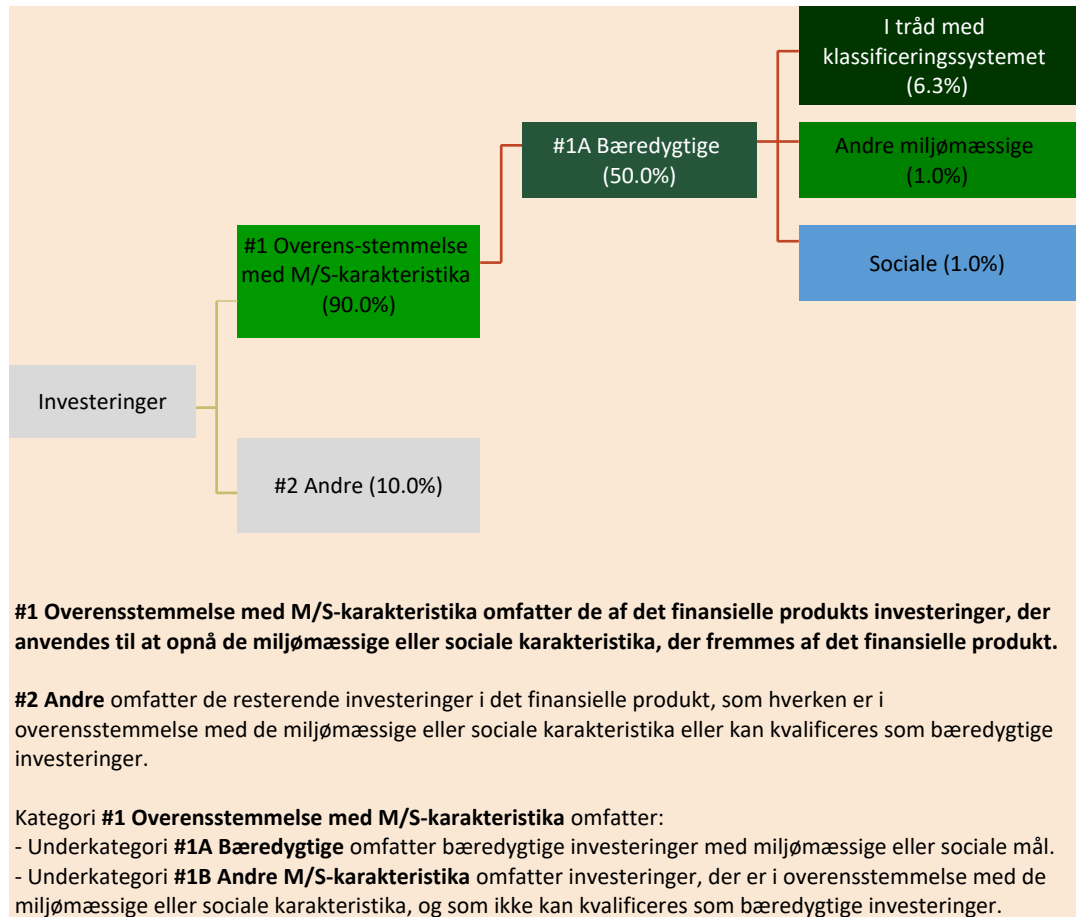 I tråd med
klassificeringssystemet
(6.3%)
#1A Bæredygtige
(50.0%)
Andre miljømæssige
(1.0%)
#1 Overens-stemmelse
med M/S-karakteristika
(90.0%)
Sociale (1.0%)
Investeringer
#2 Andre (10.0%)
#1 Overensstemmelse med M/S-karakteristika omfatter de af det finansielle produkts investeringer, der
anvendes til at opnå de miljømæssige eller sociale karakteristika, der fremmes af det finansielle produkt.
#2 Andre omfatter de resterende investeringer i det finansielle produkt, som hverken er i
overensstemmelse med de miljømæssige eller sociale karakteristika eller kan kvalificeres som bæredygtige
investeringer.
Kategori #1 Overensstemmelse med M/S-karakteristika omfatter:
- Underkategori #1A Bæredygtige omfatter bæredygtige investeringer med miljømæssige eller sociale mål.
- Underkategori #1B Andre M/S-karakteristika omfatter investeringer, der er i overensstemmelse med de
miljømæssige eller sociale karakteristika, og som ikke kan kvalificeres som bæredygtige investeringer.